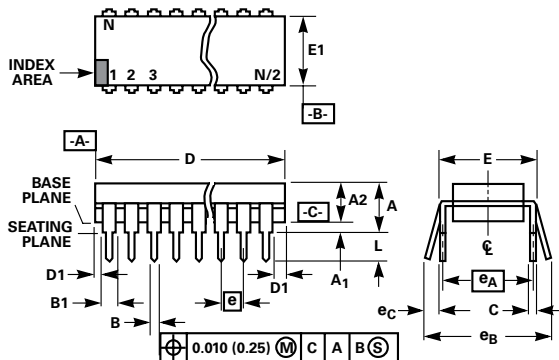 N
E1
INDEX
AREA
1 2 3 N/2
-B-
-A-
D
E
BASE
PLANE
A2
A
-C-
SEATING
PLANE
L
C
L
D1
A1
D1
eA
B1
e
eC
C
B
eB
0.010 (0.25) M C A B S